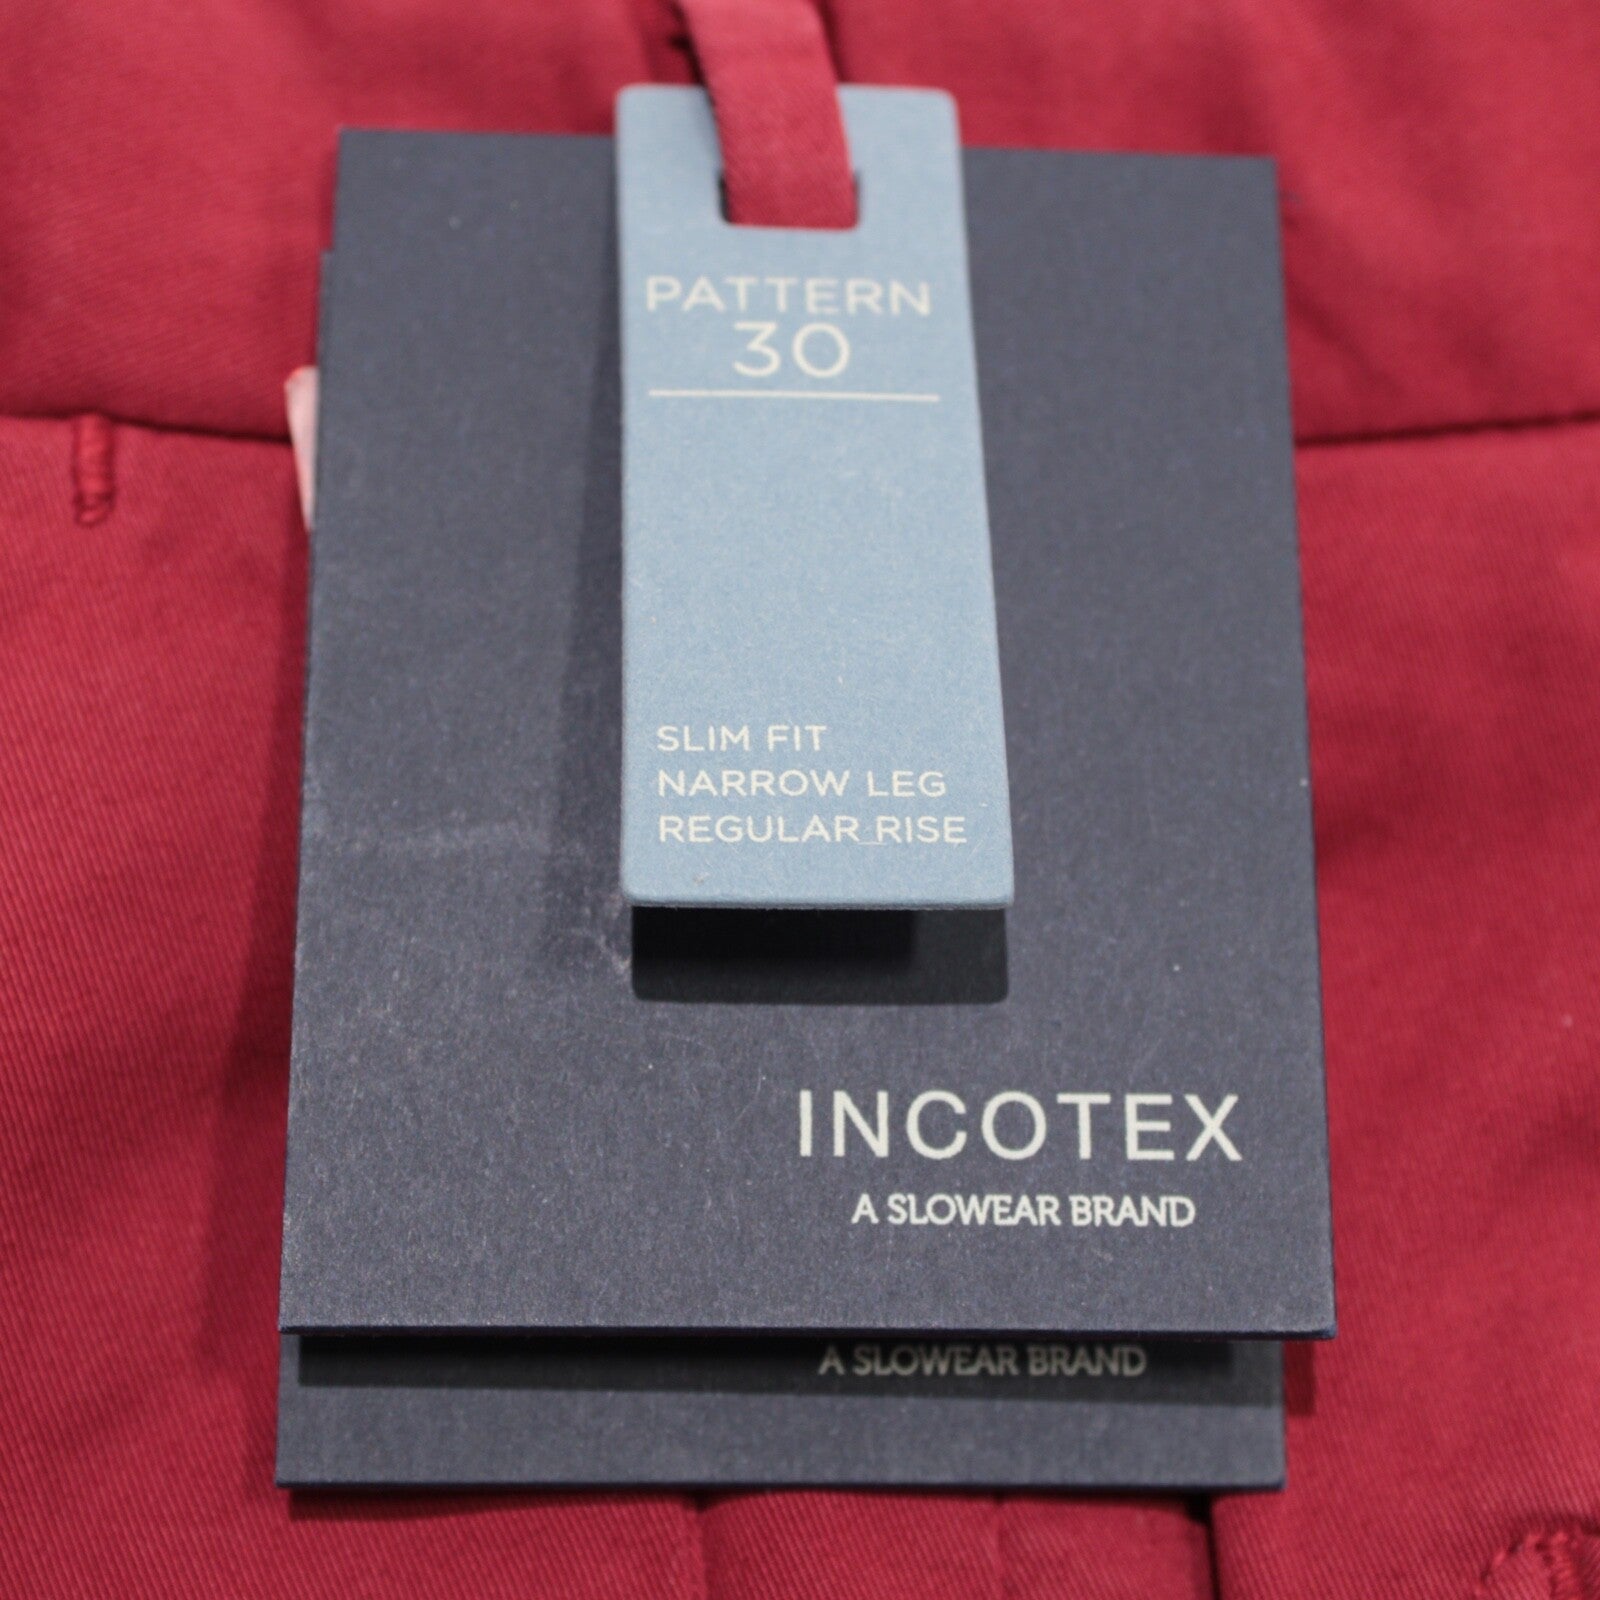 PATTERN
30
SLIM FIT
NARROW LEG
REGULAR RISE
INCOTEX
A SLOWEAR BRAND
A SLOWEAR BRAND